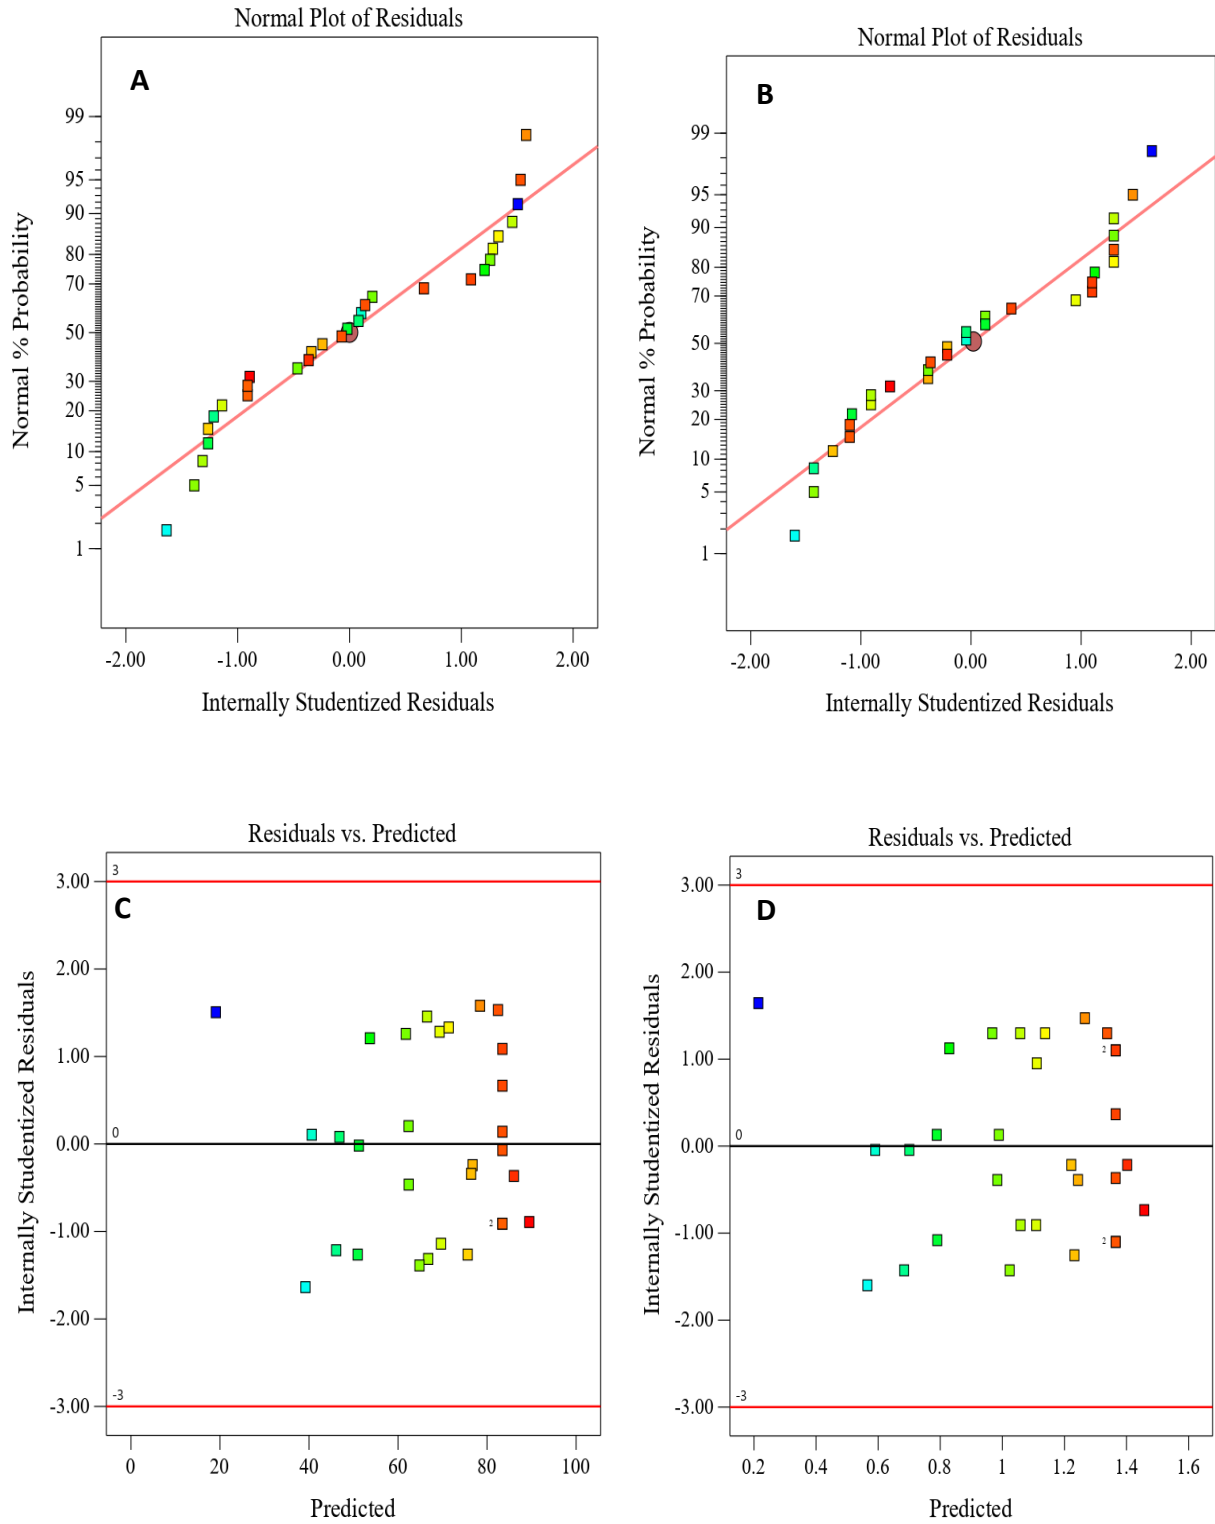 Normal Plot of Residuals
A
99
95
90
80
70
50
30
20
10
5
1
Normal % Probability
-2.00 -1.00 0.00 1.00 2.00
Internally Studentized Residuals
Normal Plot of Residuals
B
99
95
90
80
70
50
30
20
10
5
1
Normal % Probability
-2.00 -1.00 0.00 1.00 2.00
Internally Studentized Residuals
Residuals vs. Predicted
3
3.00
C
2.00
1.00
0
0.00
2
-1.00
-2.00
-3
-3.00
Internally Studentized Residuals
0 20 40 60 80 100
Predicted
Residuals vs. Predicted
3
3.00
D
2.00
2
1.00
0
0.00
2
-1.00
-2.00
-3
-3.00
Internally Studentized Residuals
0.2 0.4 0.6 0.8 1 1.2 1.4 1.6
Predicted